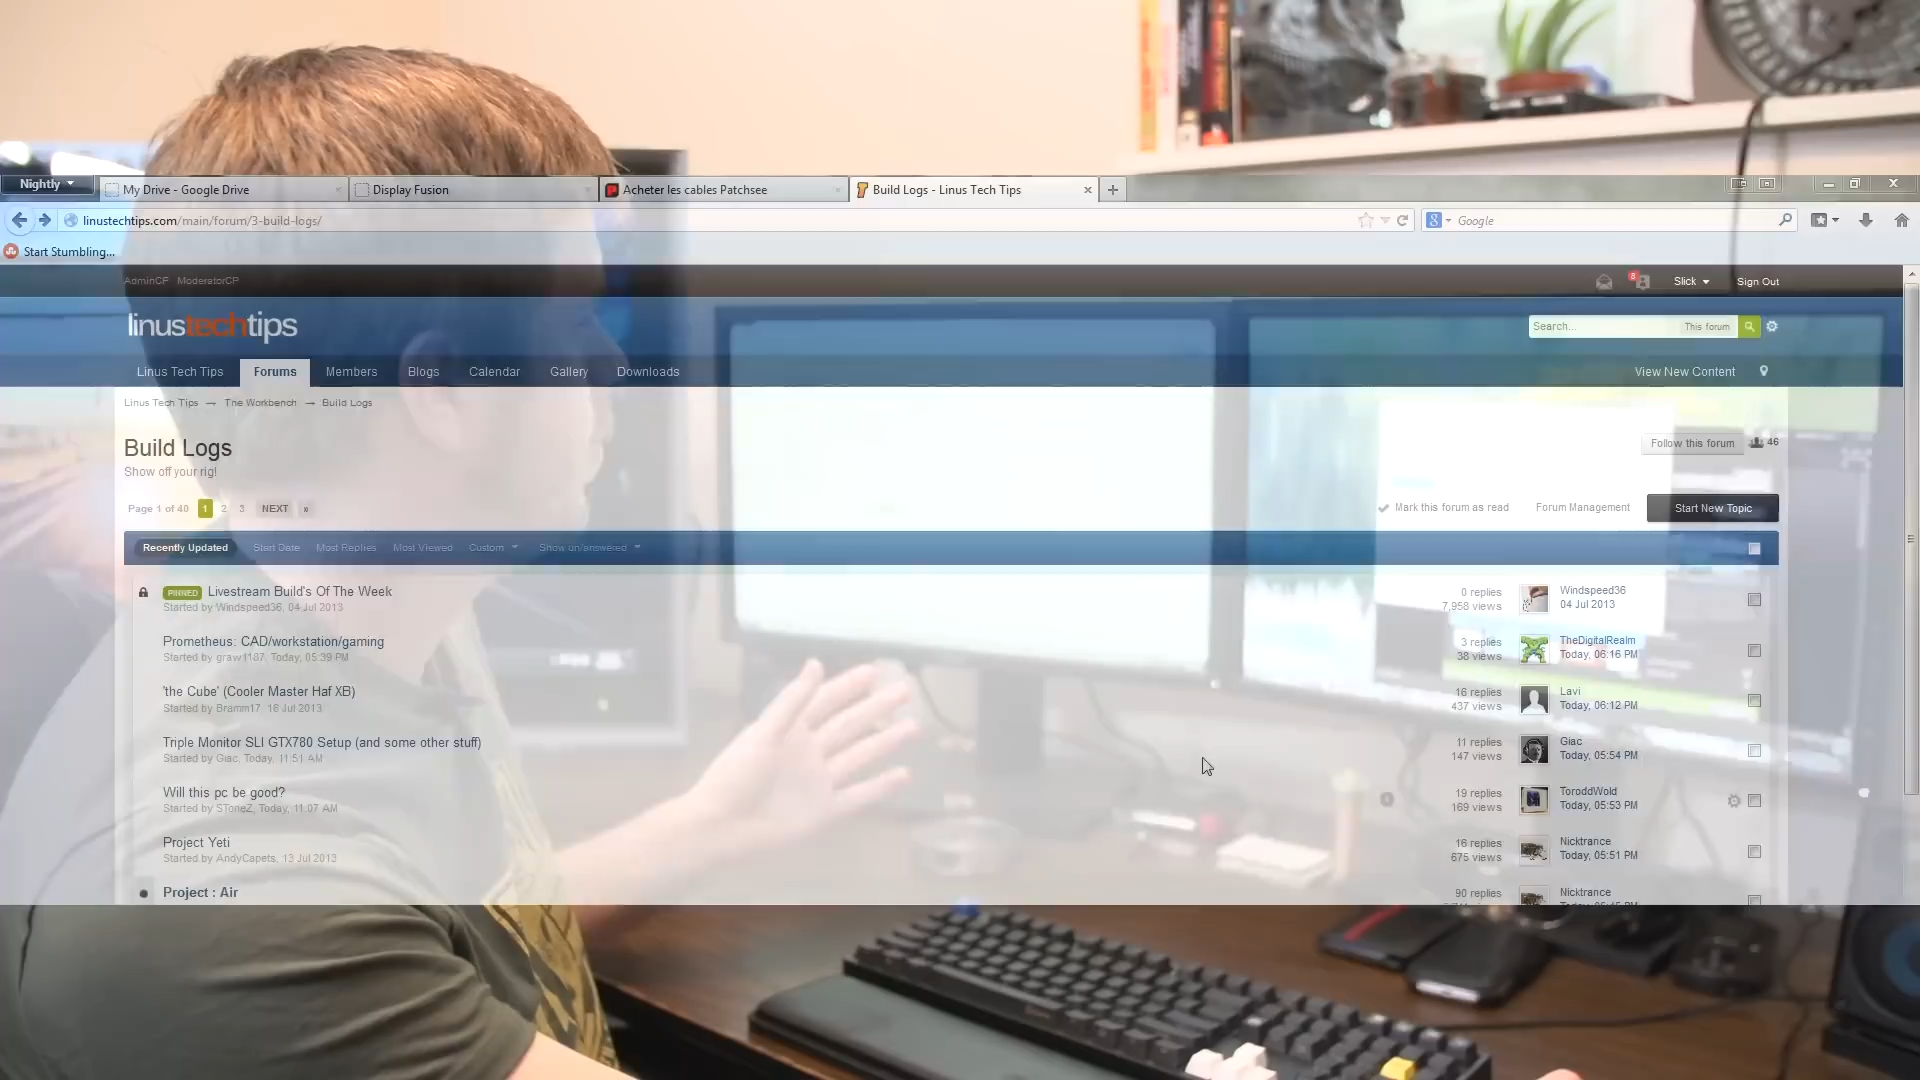 Nightly
My Drive - Google Drive
Display Fusion
Acheter les cables Patchsee
Build Logs - Linus Tech Tips
linustechtips.com/main/forum/3-build-logs/
Google
Start Stumbling...
AdminCP ModeratorCP
8
Slick
Sign Out
linustechtips
Search...
This forum
Linus Tech Tips
Forums
Members
Blogs
Calendar
Gallery
Downloads
View New Content
Linus Tech Tips → The Workbench → Build Logs
Build Logs
Follow this forum
46
Show off your rig!
Page 1 of 40 1 2 3 NEXT »
Mark this forum as read
Forum Management
Start New Topic
Recently Updated
Start Date
Most Replies
Most Viewed
Custom
Show un/answered
PINNED Livestream Build's Of The Week
Started by Windspeed36, 04 Jul 2013
0 replies
7,958 views
Windspeed36
04 Jul 2013
Prometheus: CAD/workstation/gaming
Started by graw1187, Today, 05:39 PM
3 replies
38 views
TheDigitalRealm
Today, 06:16 PM
'the Cube' (Cooler Master Haf XB)
Started by Bramm17, 16 Jul 2013
16 replies
437 views
Lavi
Today, 06:12 PM
Triple Monitor SLI GTX780 Setup (and some other stuff)
Started by Giac, Today, 11:51 AM
11 replies
147 views
Giac
Today, 05:54 PM
Will this pc be good?
Started by SToneZ, Today, 11:07 AM
19 replies
169 views
ToroddWold
Today, 05:53 PM
Project Yeti
Started by AndyCapets, 13 Jul 2013
16 replies
675 views
Nicktrance
Today, 05:51 PM
Project : Air
90 replies
Nicktrance